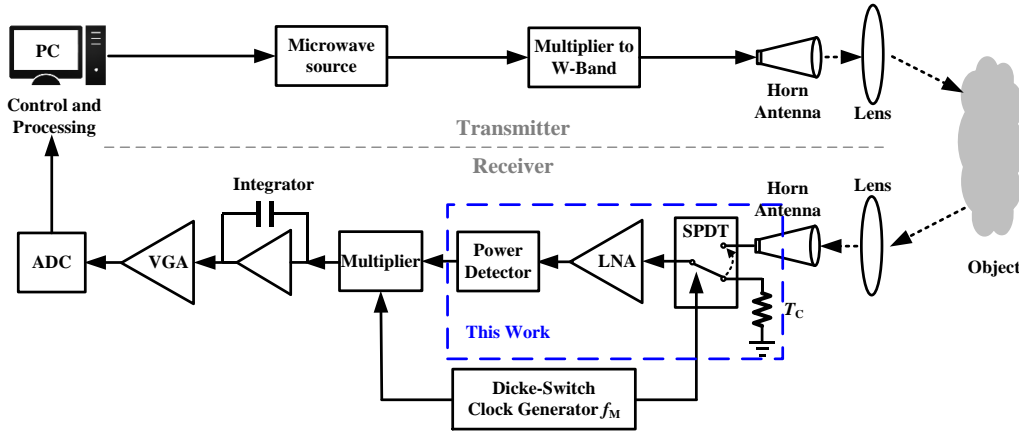 PC
Control and
Processing
Microwave
source
Multiplier to
W-Band
Horn
Antenna
Lens
Transmitter
Receiver
Object
Lens
Horn
Antenna
SPDT
T_C
LNA
Power
Detector
This Work
Multiplier
Integrator
VGA
ADC
Dicke-Switch
Clock Generator f_M